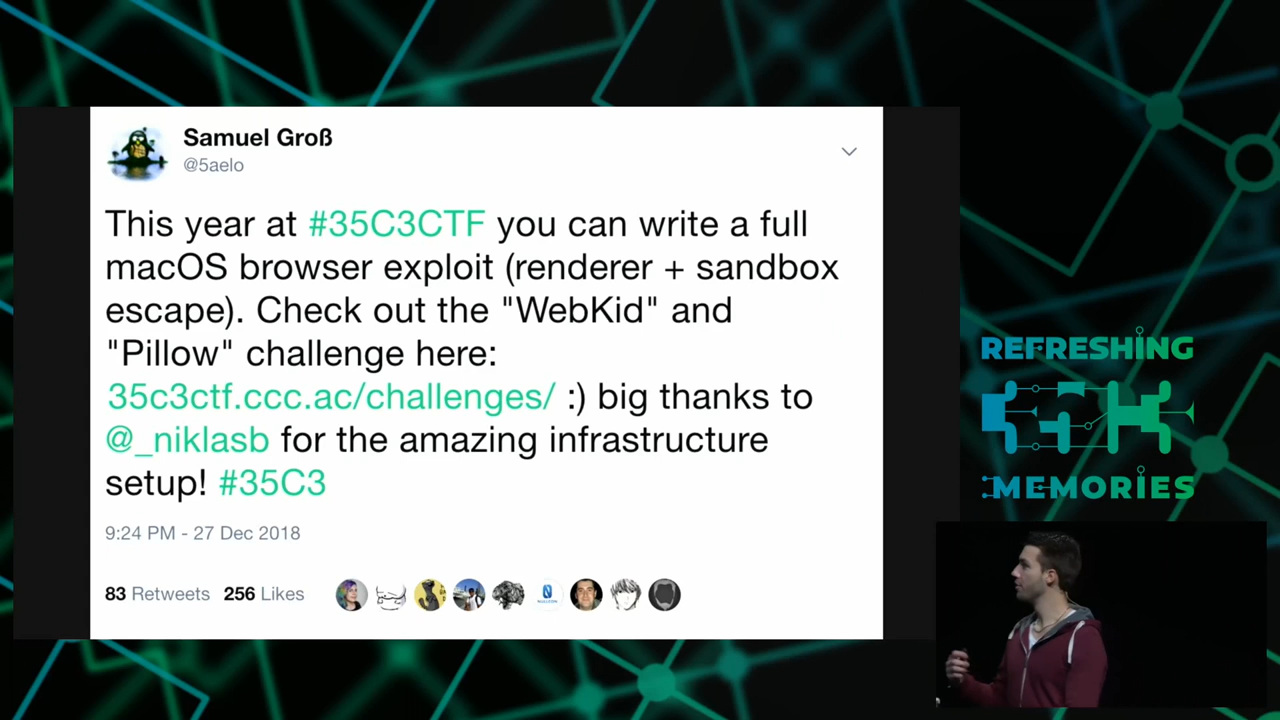 Samuel Groß
@5aelo
This year at #35C3CTF you can write a full
macOS browser exploit (renderer + sandbox
escape). Check out the "WebKid" and
"Pillow" challenge here:
35c3ctf.ccc.ac/challenges/ :) big thanks to
@_niklasb for the amazing infrastructure
setup! #35C3
9:24 PM - 27 Dec 2018
83 Retweets 256 Likes
REFRESHING
MEMORIES